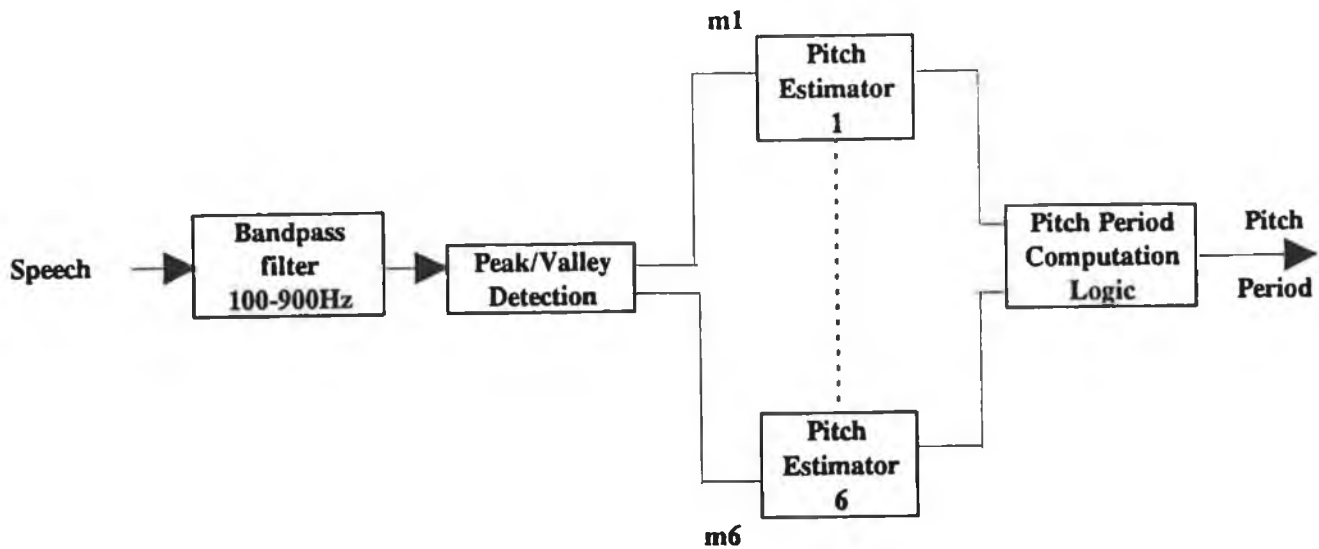 m1
Pitch
Estimator
1
Speech
Bandpass
filter
100-900Hz
Peak/Valley
Detection
Pitch Period
Computation
Logic
Pitch
Period
Pitch
Estimator
6
m6